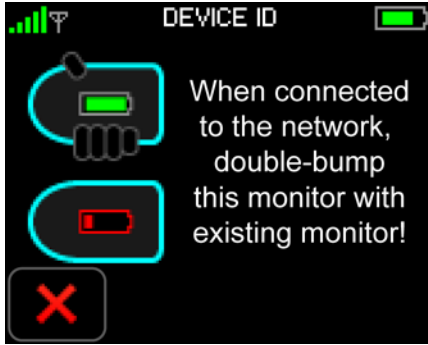 DEVICE ID
When connected
to the network,
double-bump
this monitor with
existing monitor!